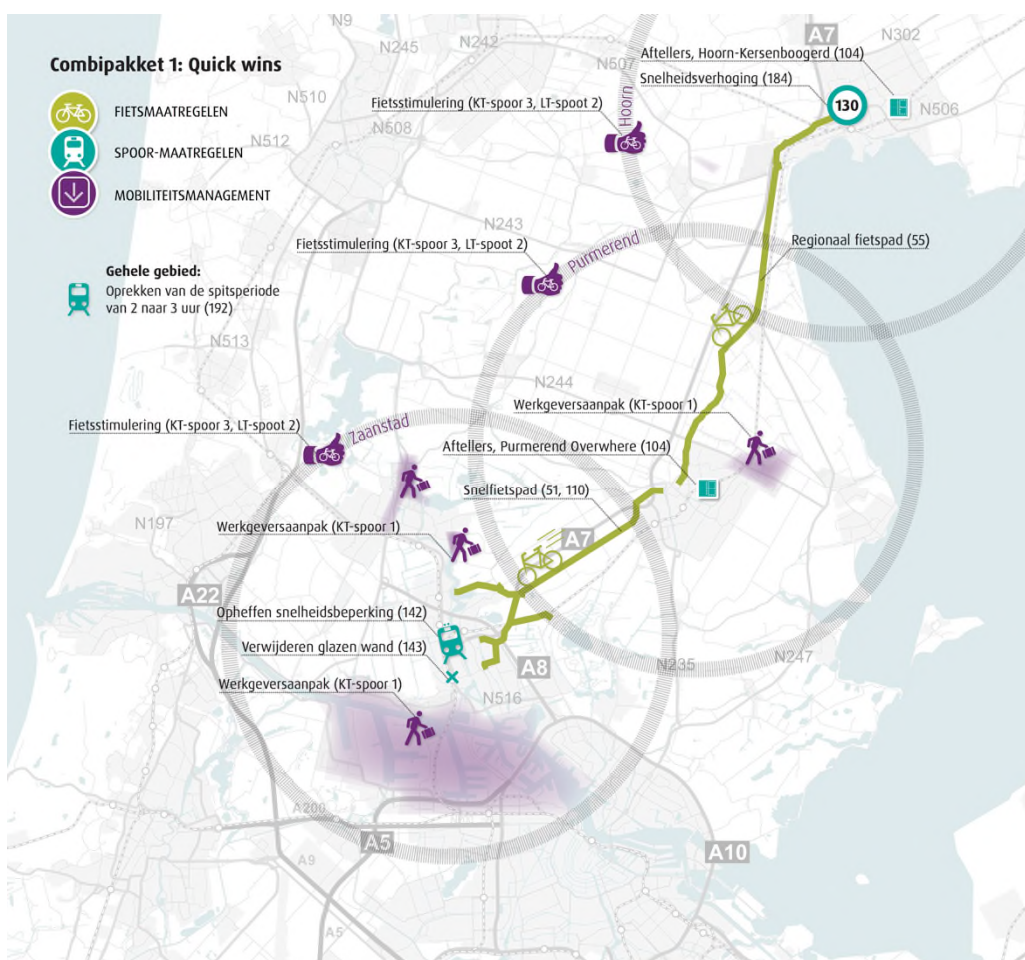 Combipakket 1: Quick wins
FIETSMAATREGELEN
SPOOR-MAATREGELEN
MOBILITEITSMANAGEMENT
Gehele gebied:
Oprekken van de spitsperiode
van 2 naar 3 uur (192)
N9
N245
N242
A7
N302
Aftellers, Hoorn-Kersenboogerd (104)
N507
Snelheidsverhoging (184)
130
N510
Fietsstimulering (KT-spoor 3, LT-spoot 2)
Hoorn
N506
N508
N512
N243
Fietsstimulering (KT-spoor 3, LT-spoot 2)
Purmerend
Regionaal fietspad (55)
N513
N244
Werkgeversaanpak (KT-spoor 1)
Fietsstimulering (KT-spoor 3, LT-spoot 2)
Zaanstad
Aftellers, Purmerend Overwhere (104)
Snelfietspad (51, 110)
N197
Werkgeversaanpak (KT-spoor 1)
A7
A22
Opheffen snelheidsbeperking (142)
Verwijderen glazen wand (143)
N247
A8
N235
Werkgeversaanpak (KT-spoor 1)
N516
A200
A5
A10
A9
A5